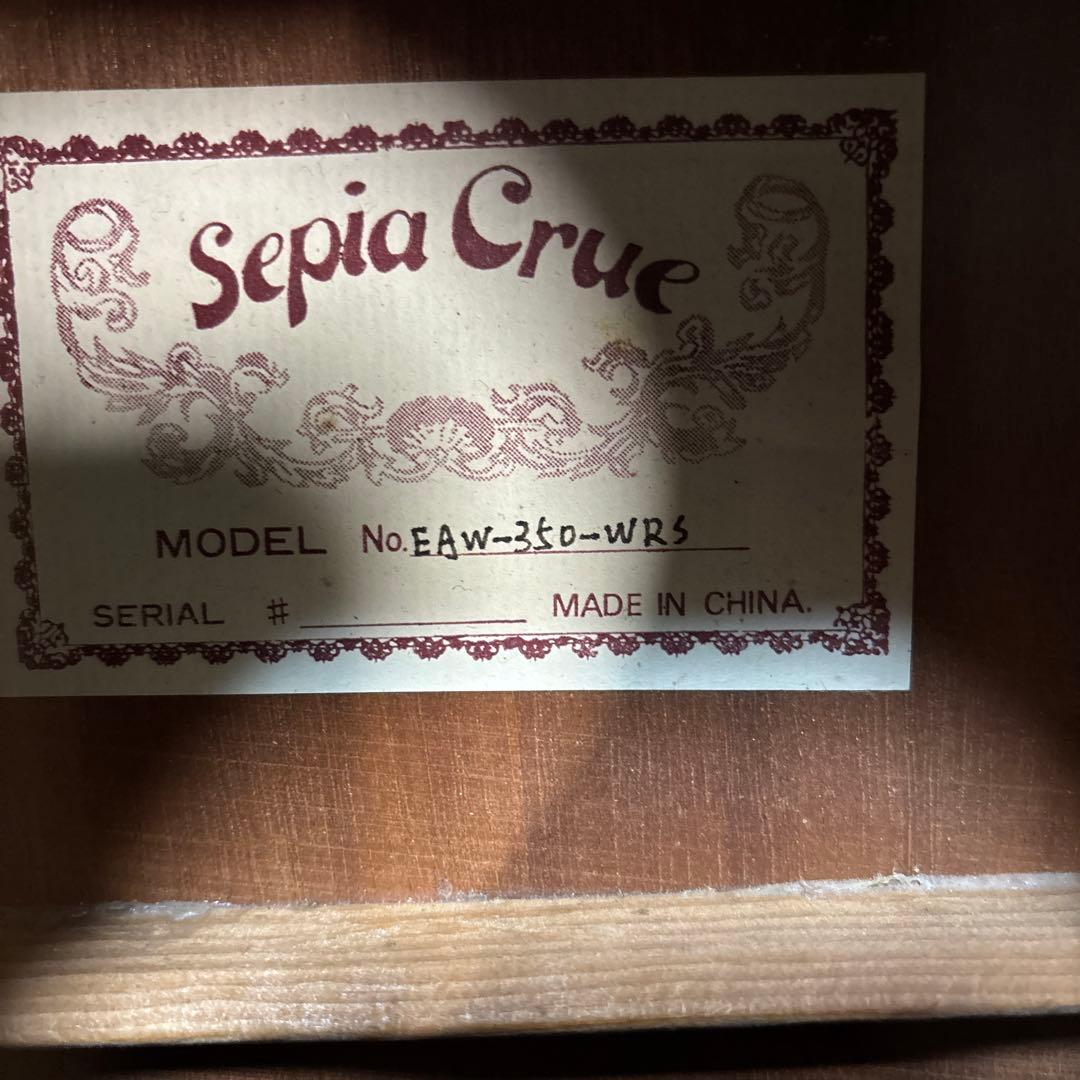 Sepia Crue
MODEL No. EAW-350-WRS
SERIAL # MADE IN CHINA.